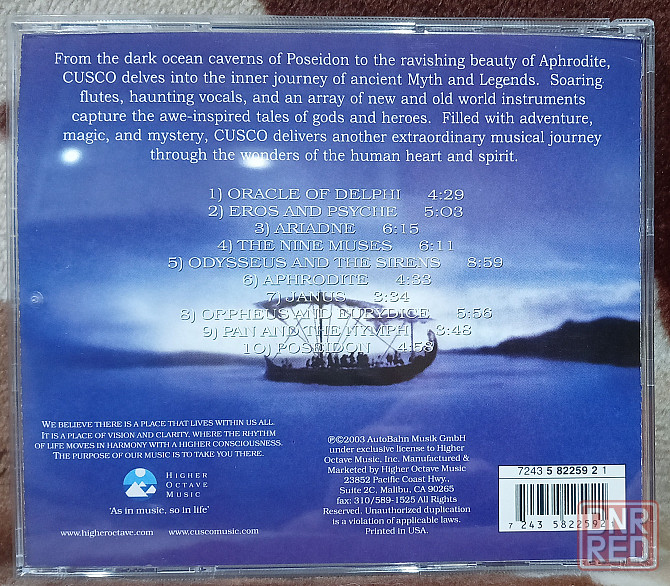 From the dark ocean caverns of Poseidon to the ravishing beauty of Aphrodite,
CUSCO delves into the inner journey of ancient Myth and Legends. Soaring
flutes, haunting vocals, and an array of new and old world instruments
capture the awe-inspired tales of gods and heroes. Filled with adventure,
magic, and mystery, CUSCO delivers another extraordinary musical journey
through the wonders of the human heart and spirit.
1) ORACLE OF DELPHI 4:29
2) EROS AND PSYCHE 5:03
3) ARIADNE 6:15
4) THE NINE MUSES 6:11
5) ODYSSEUS AND THE SIRENS 8:59
6) APHRODITE 4:33
7) JANUS 3:34
8) ORPHEUS AND EURYDICE 5:56
9) PAN AND THE NYMPH 3:48
10) POSEIDON 4:58
WE BELIEVE THERE IS A PLACE THAT LIVES WITHIN US ALL.
IT IS A PLACE OF VISION AND CLARITY, WHERE THE RHYTHM
OF LIFE MOVES IN HARMONY WITH A HIGHER CONSCIOUSNESS.
THE PURPOSE OF OUR MUSIC IS TO TAKE YOU THERE.
HIGHER
OCTAVE
MUSIC
'As in music, so in life'
www.higheroctave.com www.cuscomusic.com
℗©2003 AutoBahn Musik GmbH
under exclusive license to Higher
Octave Music, Inc. Manufactured &
Marketed by Higher Octave Music
23852 Pacific Coast Hwy.,
Suite 2C, Malibu, CA 90265
fax: 310/589-1525 All Rights
Reserved. Unauthorized duplication
is a violation of applicable laws.
Printed in USA.
7243 5 82259 2 1
7 243 582259 2
DNR
RED